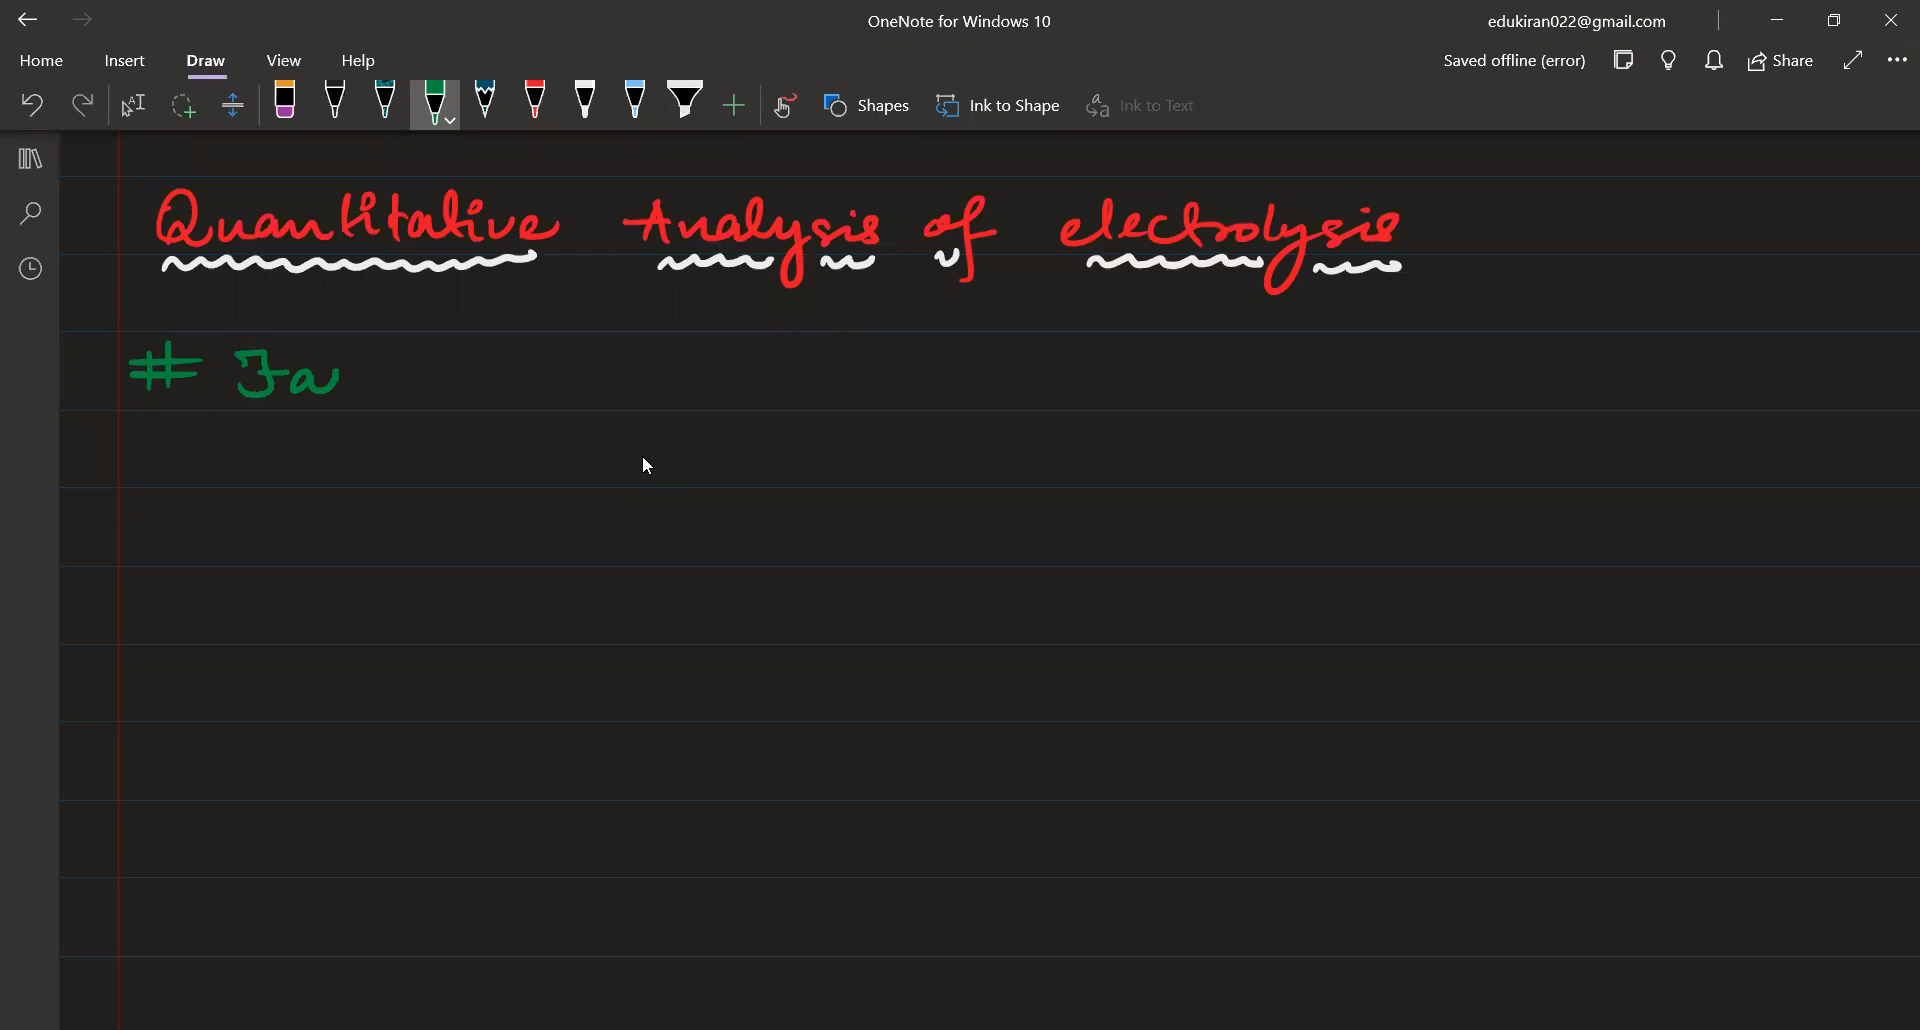 OneNote for Windows 10
edukiran022@gmail.com
Home Insert Draw View Help
Saved offline (error)
Share
Shapes
Ink to Shape
Ink to Text
Quantitative Analysis of electrolysis
# Fa